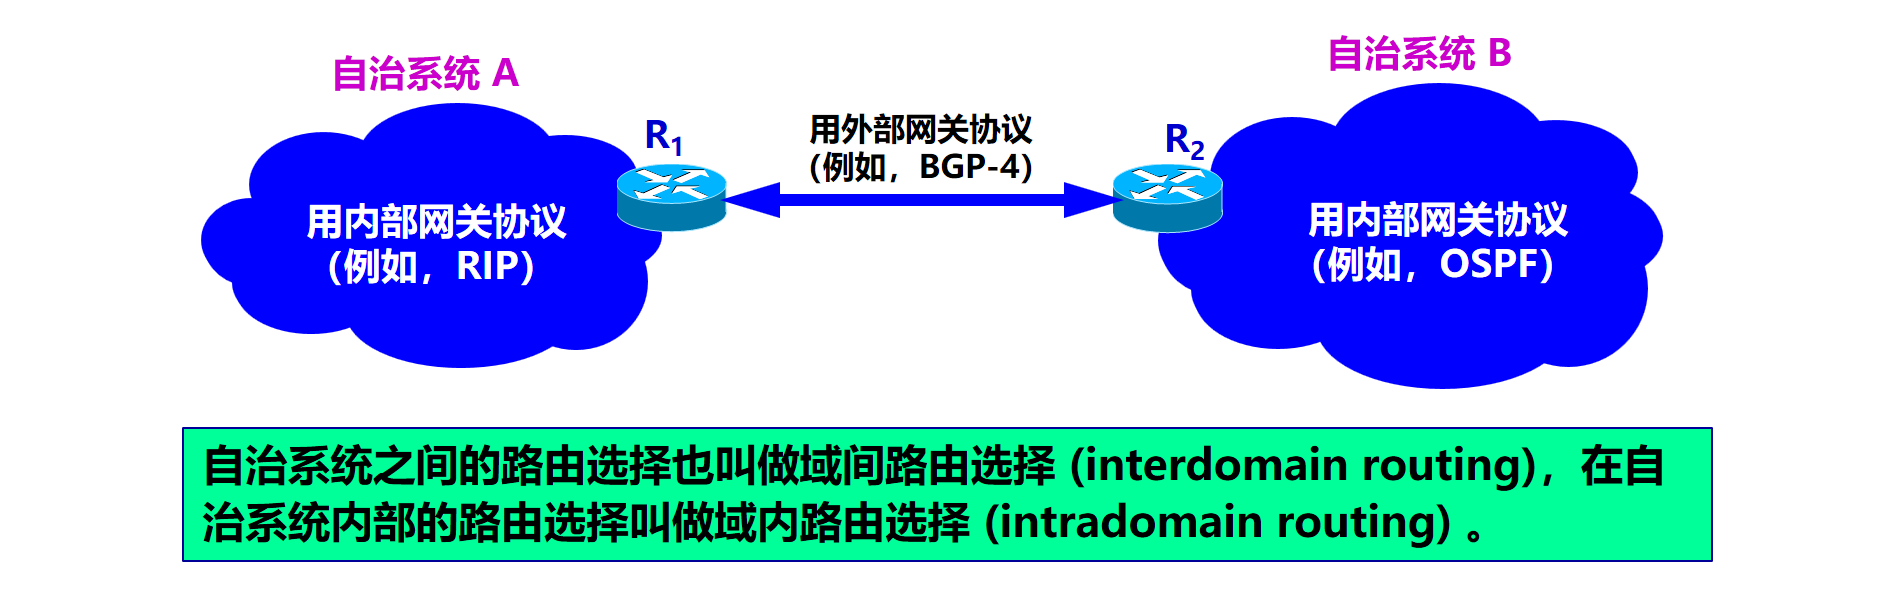 自治系统 A
自治系统 B
R1
用外部网关协议
（例如，BGP-4）
R2
用内部网关协议
（例如，RIP）
用内部网关协议
（例如，OSPF）
自治系统之间的路由选择也叫做域间路由选择 (interdomain routing)，在自
治系统内部的路由选择叫做域内路由选择 (intradomain routing) 。